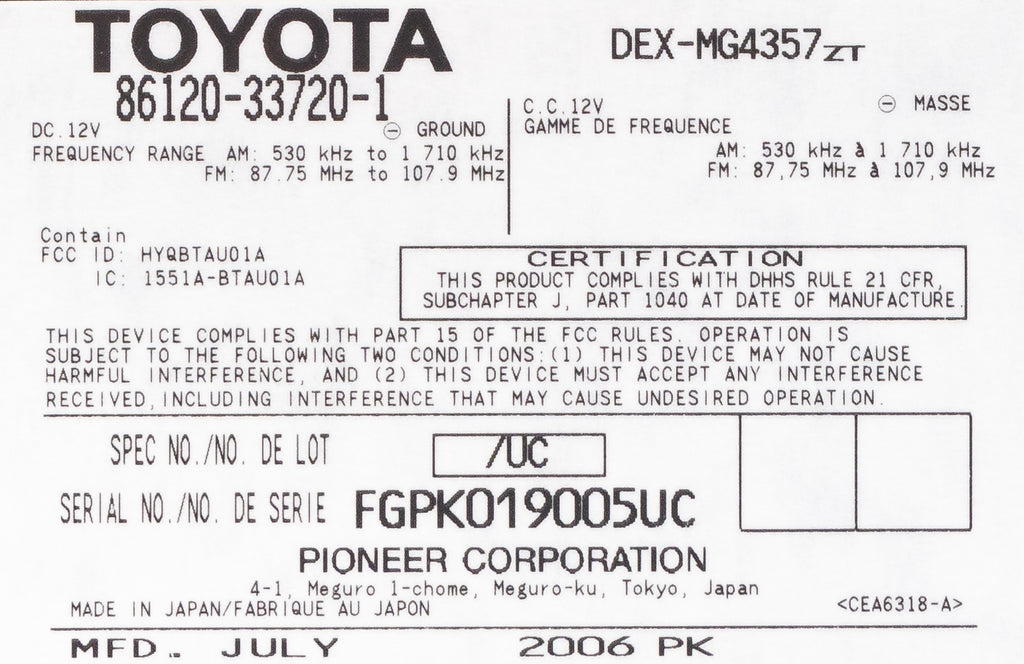 TOYOTA
86120-33720-1
DEX-MG4357ZT
DC.12V ⊖ GROUND
FREQUENCY RANGE AM: 530 kHz to 1 710 kHz
FM: 87.75 MHz to 107.9 MHz
C.C.12V ⊖ MASSE
GAMME DE FREQUENCE
AM: 530 kHz à 1 710 kHz
FM: 87,75 MHz à 107,9 MHz
Contain
FCC ID: HYQBTAU01A
IC: 1551A-BTAU01A
CERTIFICATION
THIS PRODUCT COMPLIES WITH DHHS RULE 21 CFR,
SUBCHAPTER J, PART 1040 AT DATE OF MANUFACTURE.
THIS DEVICE COMPLIES WITH PART 15 OF THE FCC RULES. OPERATION IS
SUBJECT TO THE FOLLOWING TWO CONDITIONS:(1) THIS DEVICE MAY NOT CAUSE
HARMFUL INTERFERENCE, AND (2) THIS DEVICE MUST ACCEPT ANY INTERFERENCE
RECEIVED,INCLUDING INTERFERENCE THAT MAY CAUSE UNDESIRED OPERATION.
SPEC NO./NO. DE LOT /UC
SERIAL NO./NO. DE SERIE FGPK019005UC
PIONEER CORPORATION
4-1, Meguro 1-chome, Meguro-ku, Tokyo, Japan
MADE IN JAPAN/FABRIQUE AU JAPON <CEA6318-A>
MFD. JULY 2006 PK